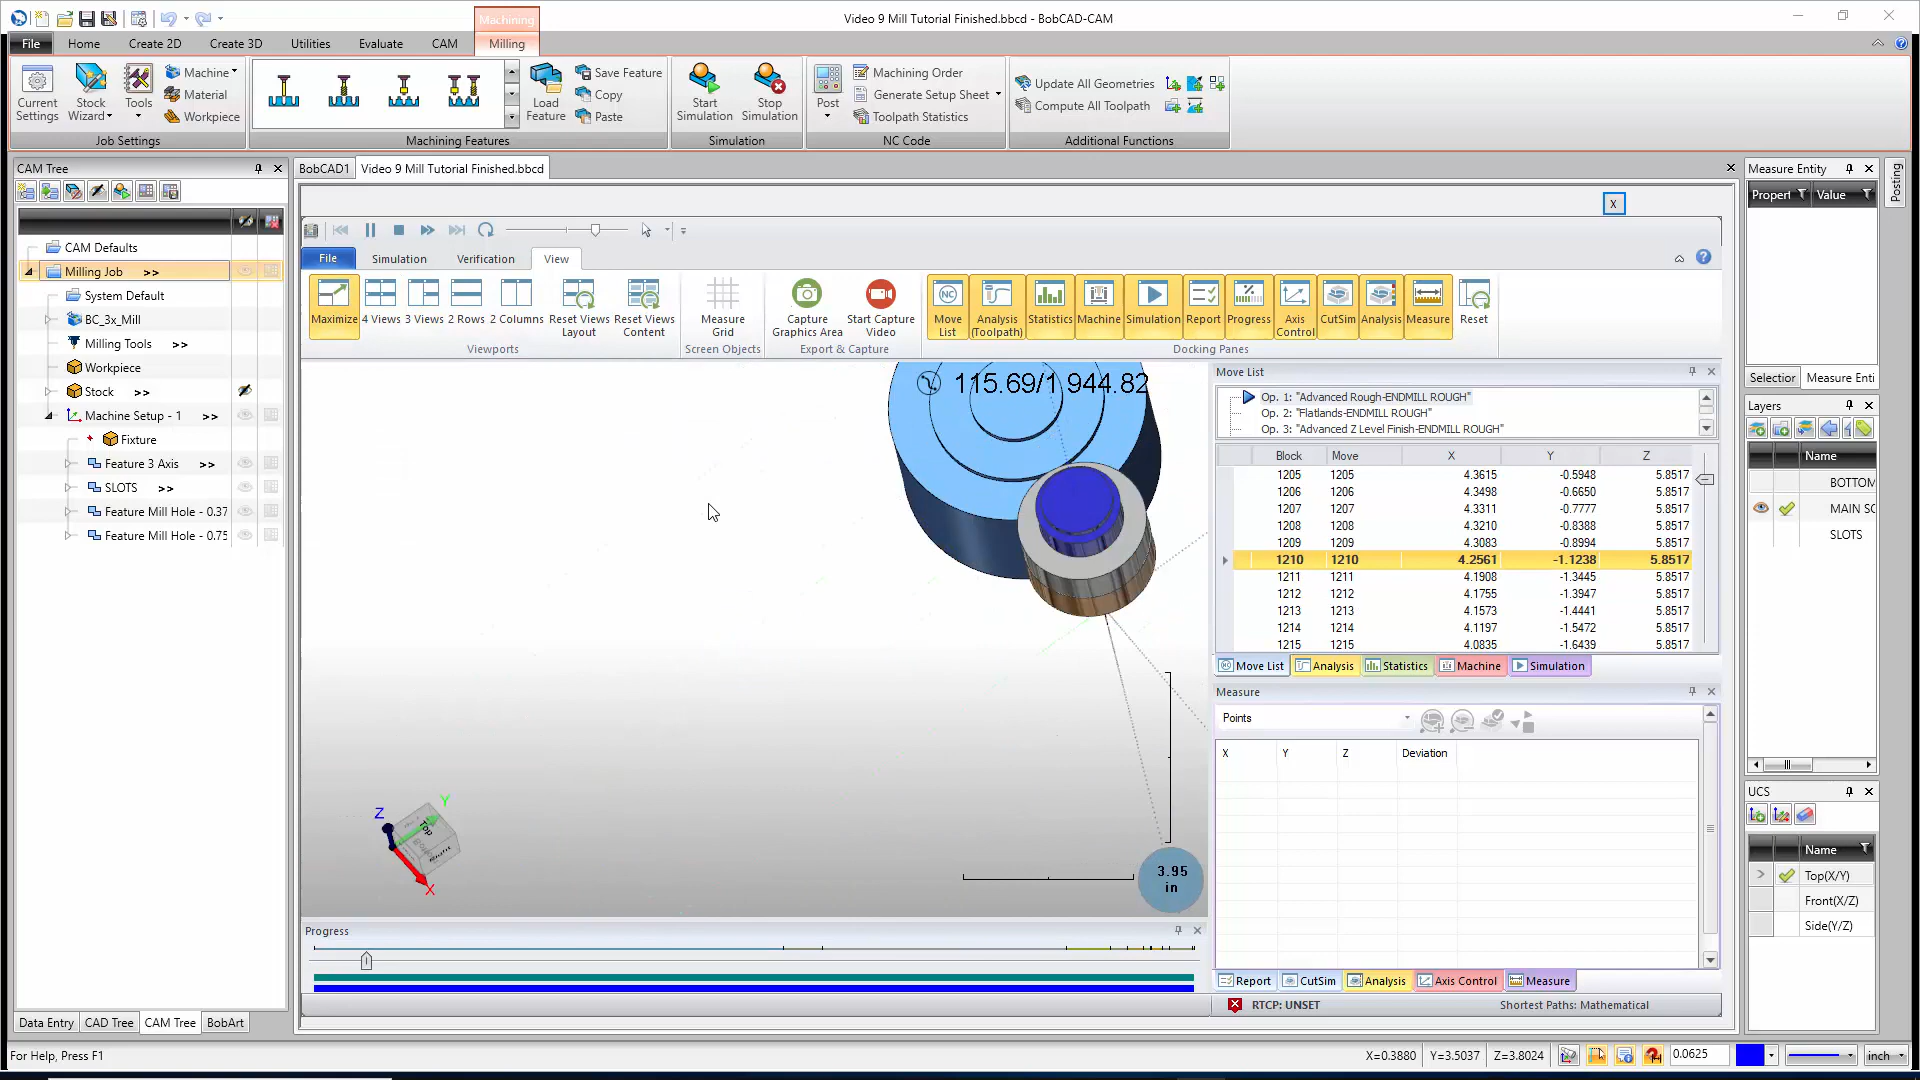 Video 9 Mill Tutorial Finished.bbcd - BobCAD-CAM
Machining
File Home Create 2D Create 3D Utilities Evaluate CAM Milling
Current Settings
Stock Wizard
Tools
Machine
Material
Workpiece
Load Feature
Save Feature
Copy
Paste
Start Simulation
Stop Simulation
Post
Machining Order
Generate Setup Sheet
Toolpath Statistics
Update All Geometries
Compute All Toolpath
Job Settings Machining Features Simulation NC Code Additional Functions
CAM Tree
BobCAD1 Video 9 Mill Tutorial Finished.bbcd
CAM Defaults
Milling Job >>
System Default
BC_3x_Mill
Milling Tools >>
Workpiece
Stock >>
Machine Setup - 1 >>
Fixture
Feature 3 Axis >>
SLOTS >>
Feature Mill Hole - 0.37
Feature Mill Hole - 0.75
Data Entry CAD Tree CAM Tree BobArt
X
File Simulation Verification View
Maximize 4 Views 3 Views 2 Rows 2 Columns Reset Views Layout Reset Views Content
Measure Grid
Capture Graphics Area Start Capture Video
Move List Analysis (Toolpath) Statistics Machine Simulation Report Progress Axis Control CutSim Analysis Measure Reset
Viewports Screen Objects Export & Capture Docking Panes
115.69/1 944.82
Z Y X
Top
3.95 in
Progress
Move List
Op. 1: "Advanced Rough-ENDMILL ROUGH"
Op. 2: "Flatlands-ENDMILL ROUGH"
Op. 3: "Advanced Z Level Finish-ENDMILL ROUGH"
Block Move X Y Z
1205 1205 4.3615 -0.5948 5.8517
1206 1206 4.3498 -0.6650 5.8517
1207 1207 4.3311 -0.7777 5.8517
1208 1208 4.3210 -0.8388 5.8517
1209 1209 4.3083 -0.8994 5.8517
1210 1210 4.2561 -1.1238 5.8517
1211 1211 4.1908 -1.3445 5.8517
1212 1212 4.1755 -1.3947 5.8517
1213 1213 4.1573 -1.4441 5.8517
1214 1214 4.1197 -1.5472 5.8517
1215 1215 4.0835 -1.6439 5.8517
Move List Analysis Statistics Machine Simulation
Measure
Points
X Y Z Deviation
Report CutSim Analysis Axis Control Measure
RTCP: UNSET Shortest Paths: Mathematical
Measure Entity
Propert Value
Selection Measure Enti
Posting
Layers
Name
BOTTOM
MAIN SC
SLOTS
UCS
Name
Top(X/Y)
Front(X/Z)
Side(Y/Z)
For Help, Press F1
X=0.3880 Y=3.5037 Z=3.8024 0.0625 inch